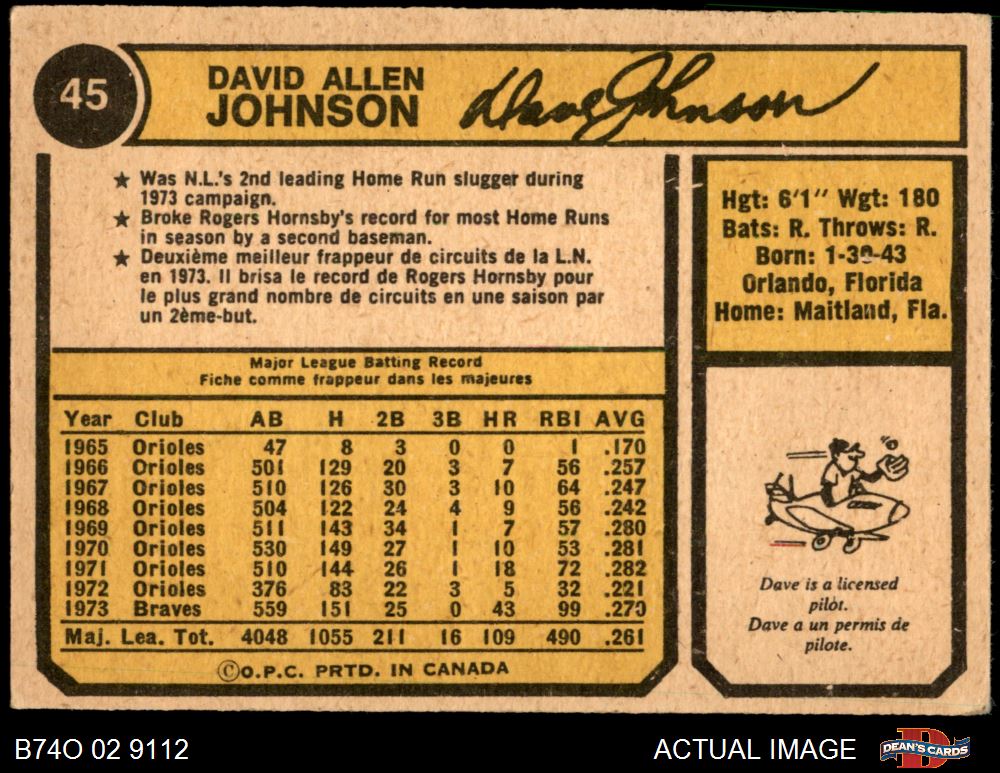 45
DAVID ALLEN
JOHNSON
Dave Johnson
★ Was N.L.'s 2nd leading Home Run slugger during
1973 campaign.
★ Broke Rogers Hornsby's record for most Home Runs
in season by a second baseman.
★ Deuxième meilleur frappeur de circuits de la L.N.
en 1973. Il brisa le record de Rogers Hornsby pour
le plus grand nombre de circuits en une saison par
un 2ème-but.
Hgt: 6'1" Wgt: 180
Bats: R. Throws: R.
Born: 1-30-43
Orlando, Florida
Home: Maitland, Fla.
Major League Batting Record
Fiche comme frappeur dans les majeures
Year Club AB H 2B 3B HR RBI AVG
1965 Orioles 47 8 3 0 0 1 .170
1966 Orioles 501 129 20 3 7 56 .257
1967 Orioles 510 126 30 3 10 64 .247
1968 Orioles 504 122 24 4 9 56 .242
1969 Orioles 511 143 34 1 7 57 .280
1970 Orioles 530 149 27 1 10 53 .281
1971 Orioles 510 144 26 1 18 72 .282
1972 Orioles 376 83 22 3 5 32 .221
1973 Braves 559 151 25 0 43 99 .270
Maj. Lea. Tot. 4048 1055 211 16 109 490 .261
©O.P.C. PRTD. IN CANADA
Dave is a licensed
pilot.
Dave a un permis de
pilote.
B74O 02 9112
ACTUAL IMAGE
DEAN'S CARDS